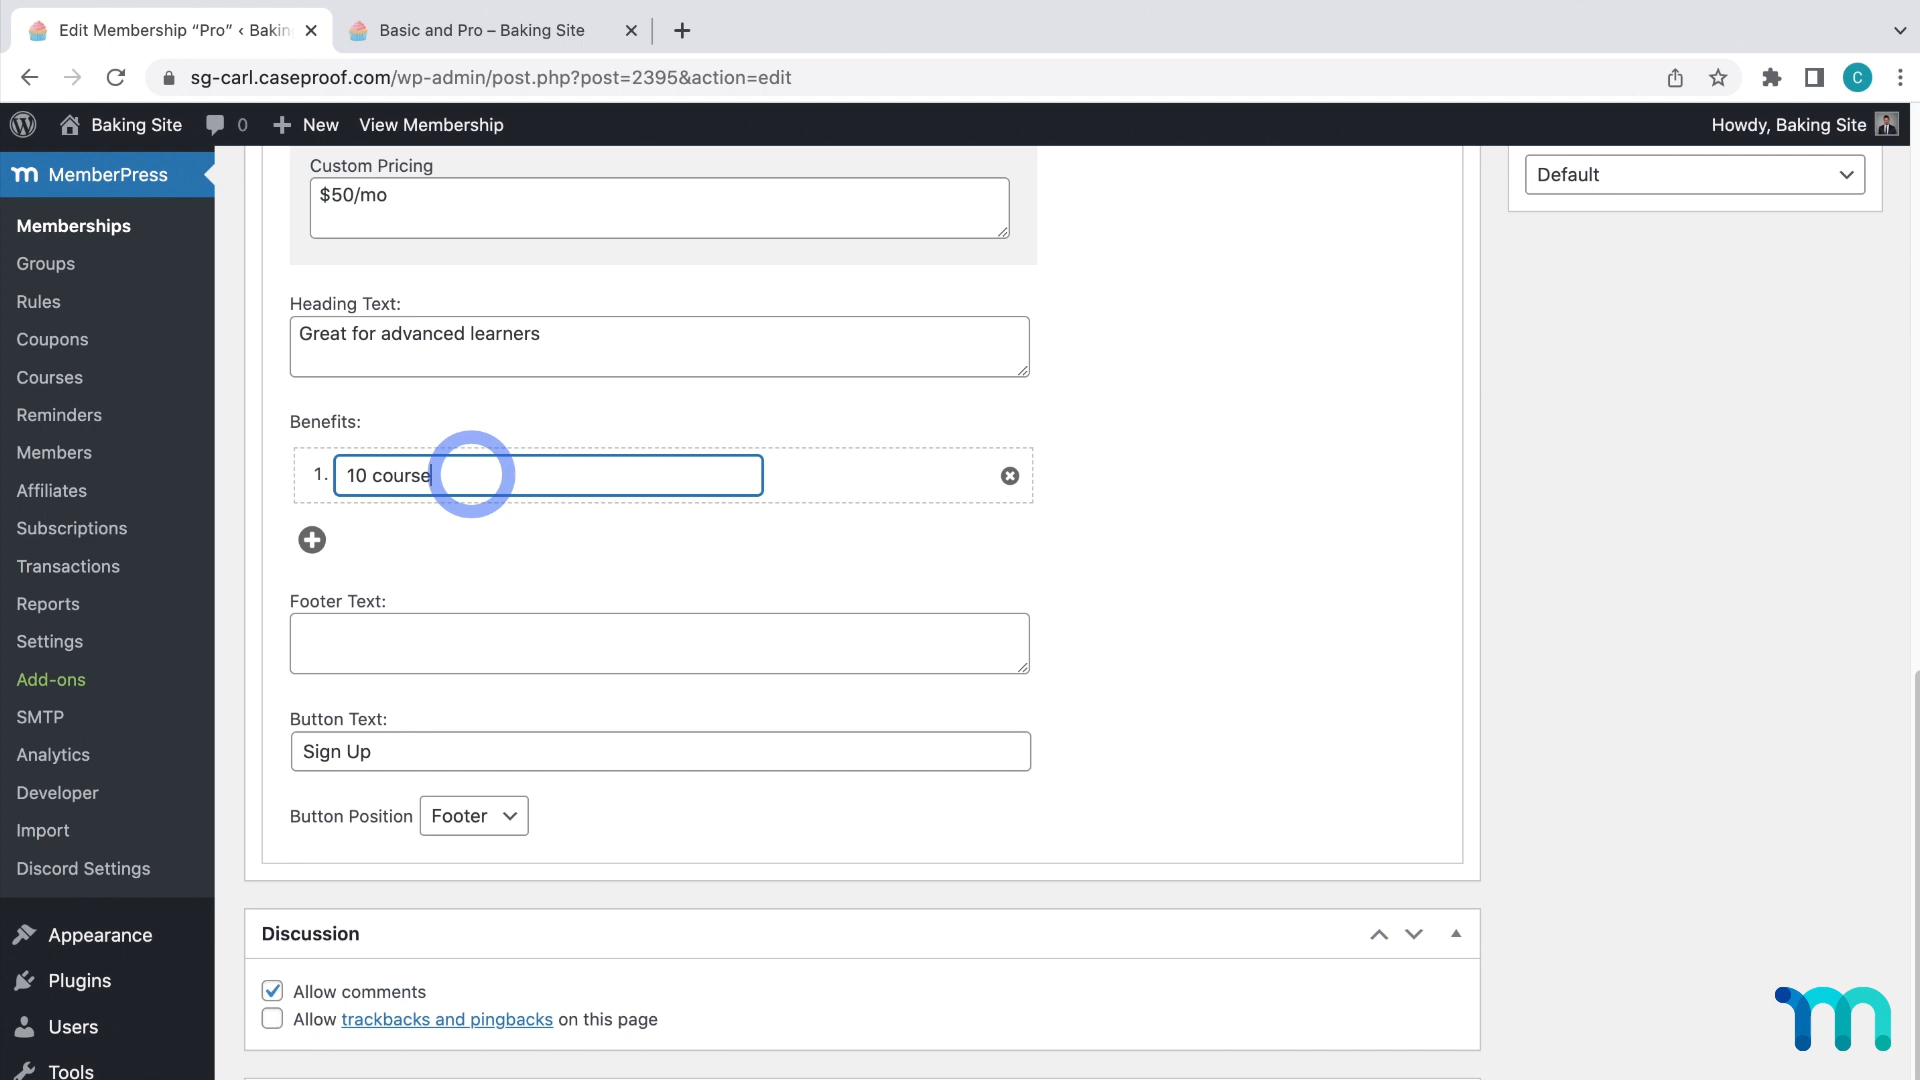 Edit Membership “Pro” ‹ Bakin
Basic and Pro – Baking Site
sg-carl.caseproof.com/wp-admin/post.php?post=2395&action=edit
C
Baking Site
0
New
View Membership
Howdy, Baking Site
MemberPress
Memberships
Groups
Rules
Coupons
Courses
Reminders
Members
Affiliates
Subscriptions
Transactions
Reports
Settings
Add-ons
SMTP
Analytics
Developer
Import
Discord Settings
Appearance
Plugins
Users
Tools
Custom Pricing
$50/mo
Heading Text:
Great for advanced learners
Benefits:
1. 10 course
Footer Text:
Button Text:
Sign Up
Button Position Footer
Discussion
Allow comments
Allow trackbacks and pingbacks on this page
Default